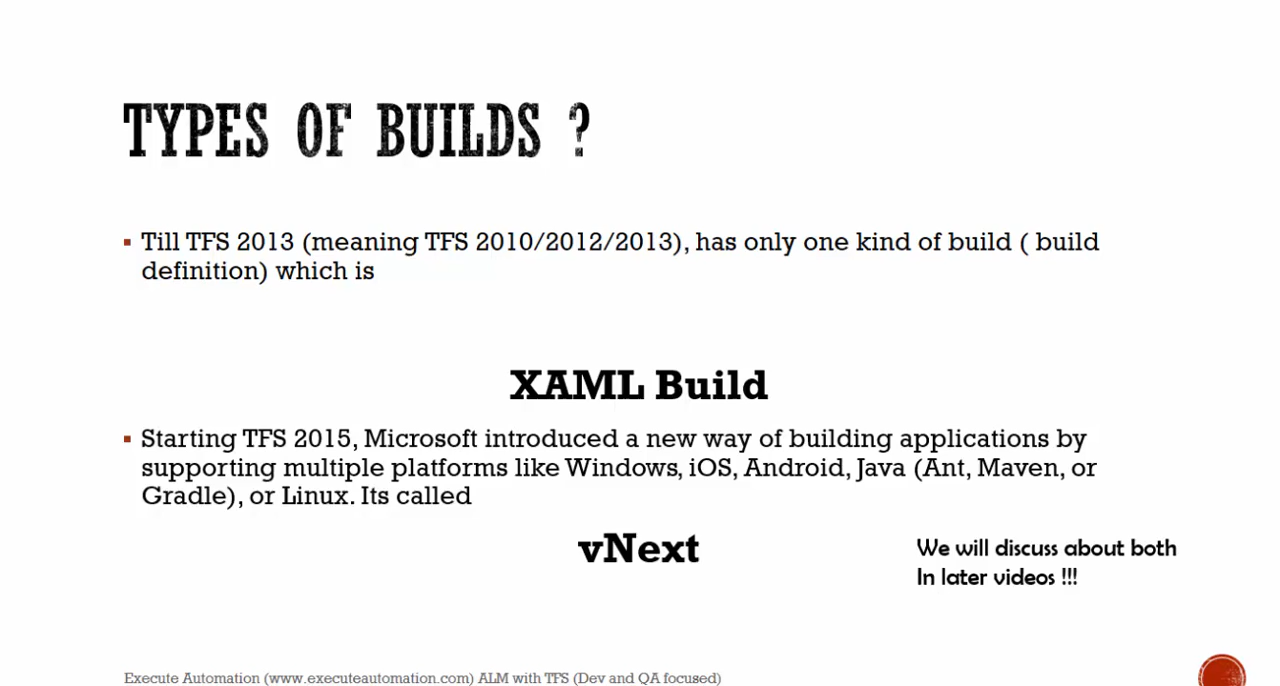 TYPES OF BUILDS ?
▪ Till TFS 2013 (meaning TFS 2010/2012/2013), has only one kind of build ( build
definition) which is
XAML Build
▪ Starting TFS 2015, Microsoft introduced a new way of building applications by
supporting multiple platforms like Windows, iOS, Android, Java (Ant, Maven, or
Gradle), or Linux. Its called
vNext
We will discuss about both
In later videos !!!
Execute Automation (www.executeautomation.com) ALM with TFS (Dev and QA focused)